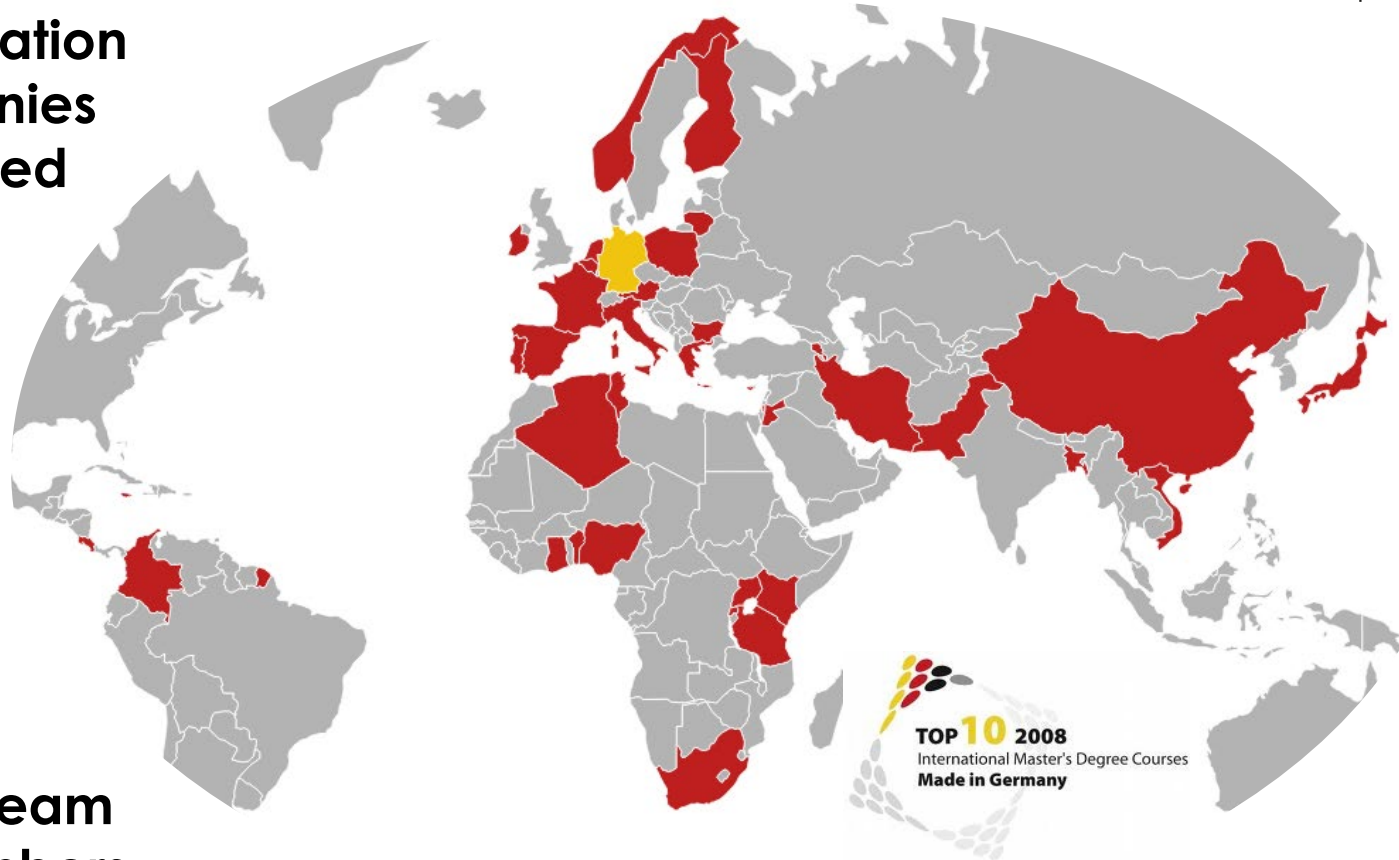 ation
nies
ed
TOP 10 2008
International Master's Degree Courses
Made in Germany
eam